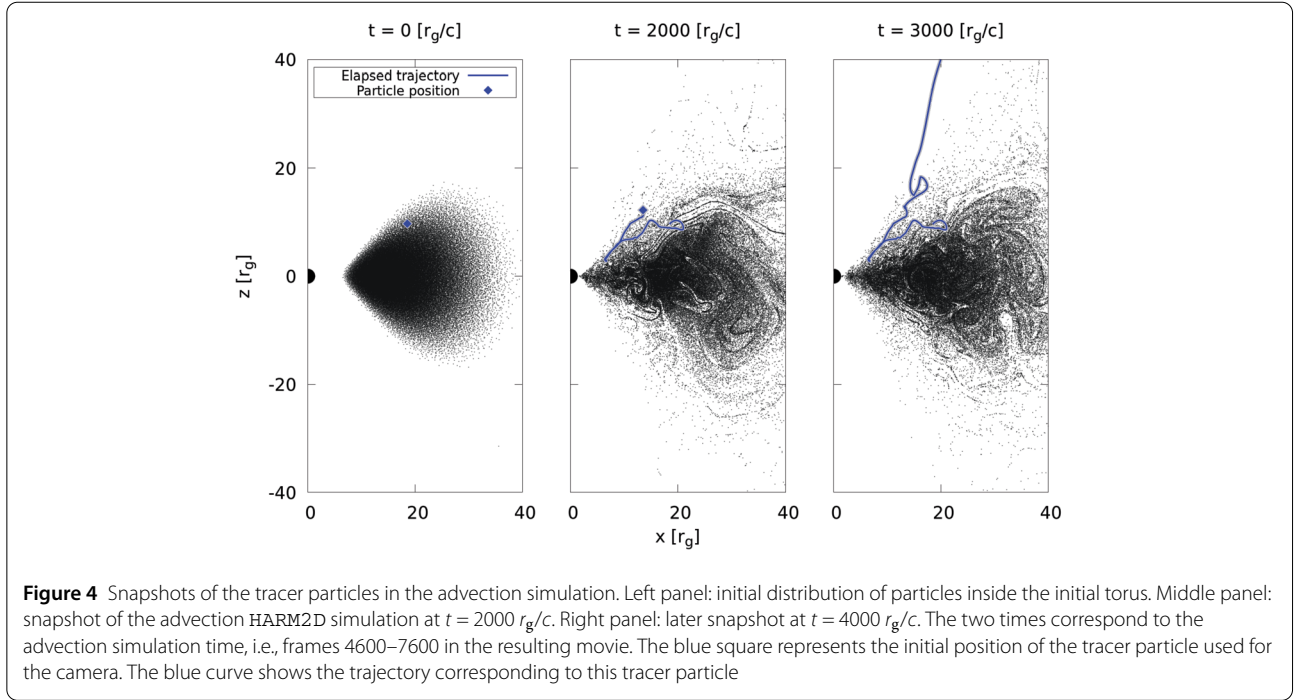 t = 0 [r_g/c]
t = 2000 [r_g/c]
t = 3000 [r_g/c]
40
Elapsed trajectory
Particle position
20
z [r_g]
0
-20
-40
0 20 40 0 20 40 0 20 40
x [r_g]
Figure 4 Snapshots of the tracer particles in the advection simulation. Left panel: initial distribution of particles inside the initial torus. Middle panel:
snapshot of the advection HARM2D simulation at t = 2000 r_g/c. Right panel: later snapshot at t = 4000 r_g/c. The two times correspond to the
advection simulation time, i.e., frames 4600–7600 in the resulting movie. The blue square represents the initial position of the tracer particle used for
the camera. The blue curve shows the trajectory corresponding to this tracer particle